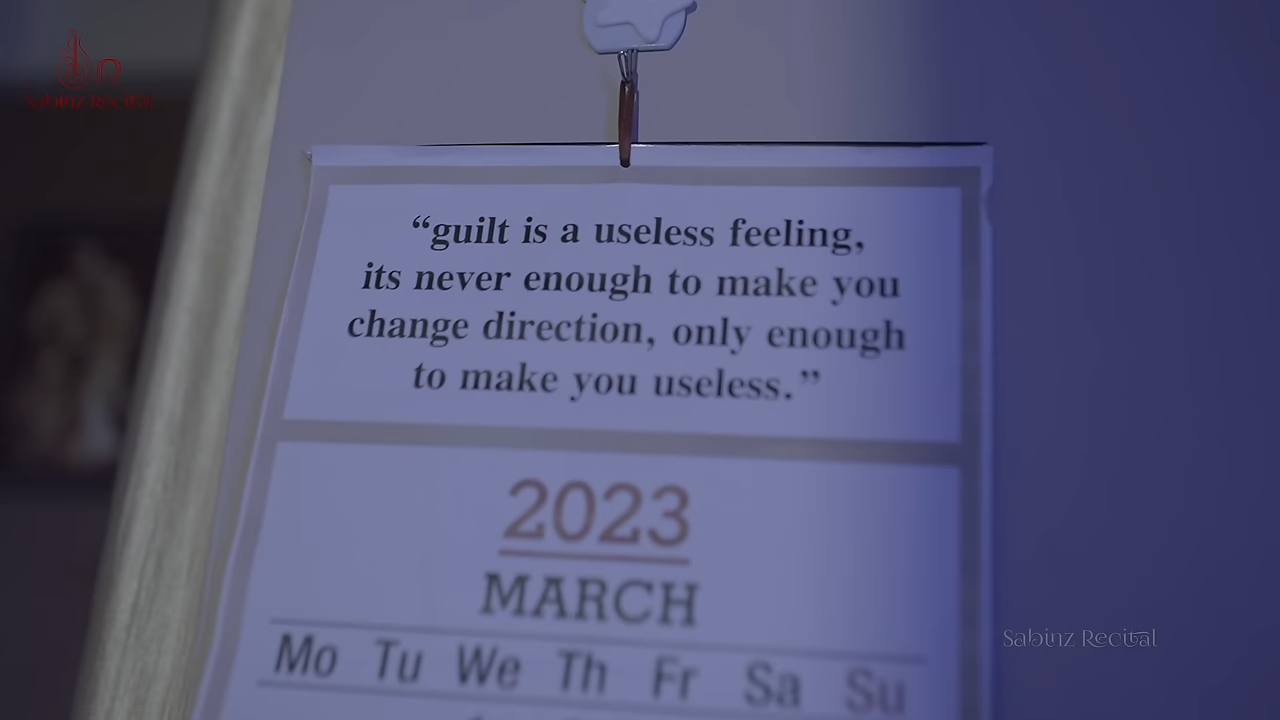 Sabinz Recital
“guilt is a useless feeling,
its never enough to make you
change direction, only enough
to make you useless.”
2023
MARCH
Mo Tu We Th Fr Sa Su
Sabinz Recital